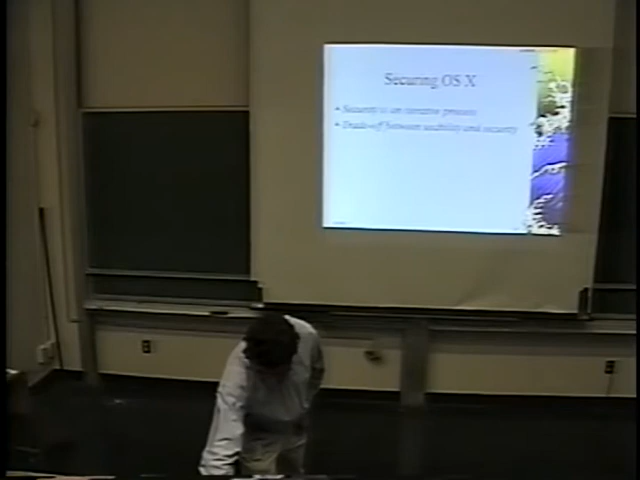 Securing OS X
Security is an iterative process
Trade-off between usability and security